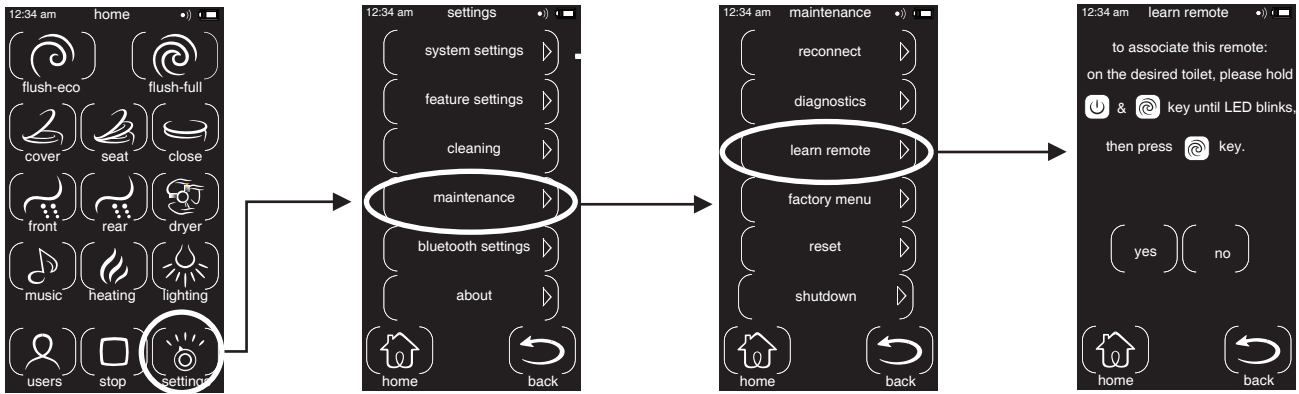 12:34 am home
flush-eco flush-full
cover seat close
front rear dryer
music heating lighting
users stop settings
12:34 am settings
system settings
feature settings
cleaning
maintenance
bluetooth settings
about
home back
12:34 am maintenance
reconnect
diagnostics
learn remote
factory menu
reset
shutdown
home back
12:34 am learn remote
to associate this remote:
on the desired toilet, please hold
& key until LED blinks,
then press key.
yes no
home back